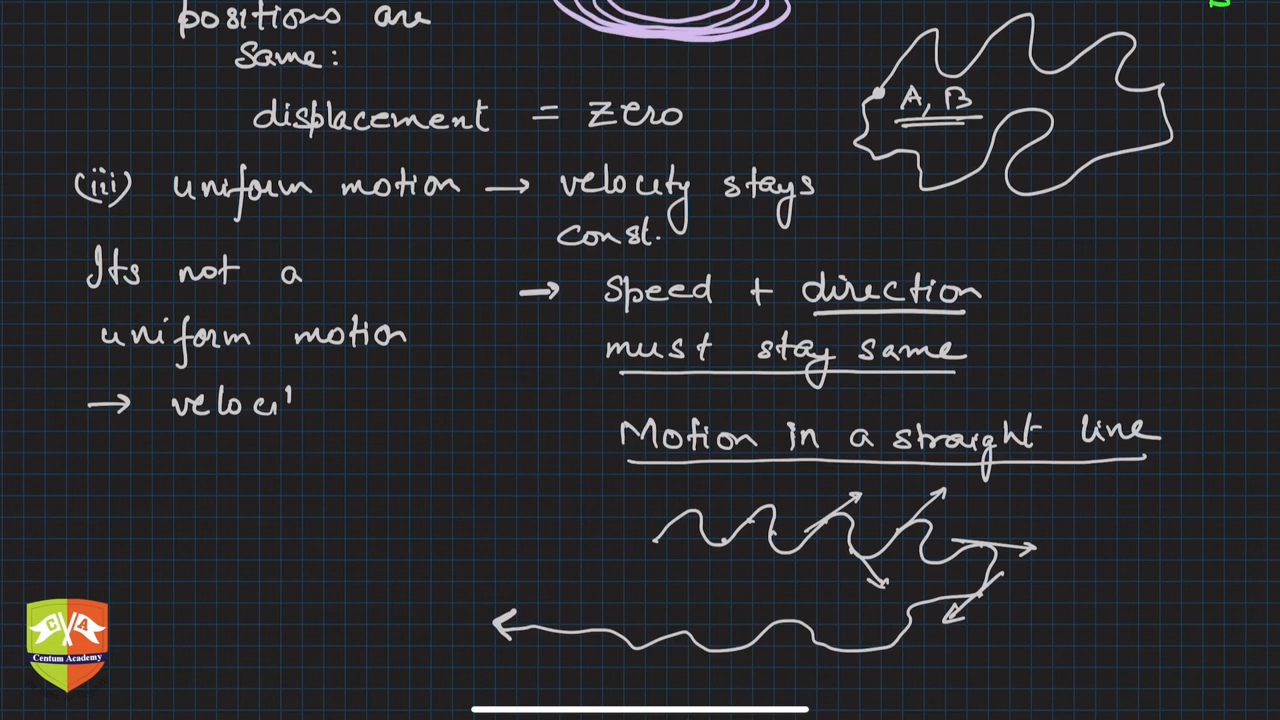 positions are
same:
A, B
displacement = zero
(iii) uniform motion → velocity stays
const.
Its not a
uniform motion
→ veloci
→ speed + direction
must stay same
Motion in a straight line
C A
Centum Academy